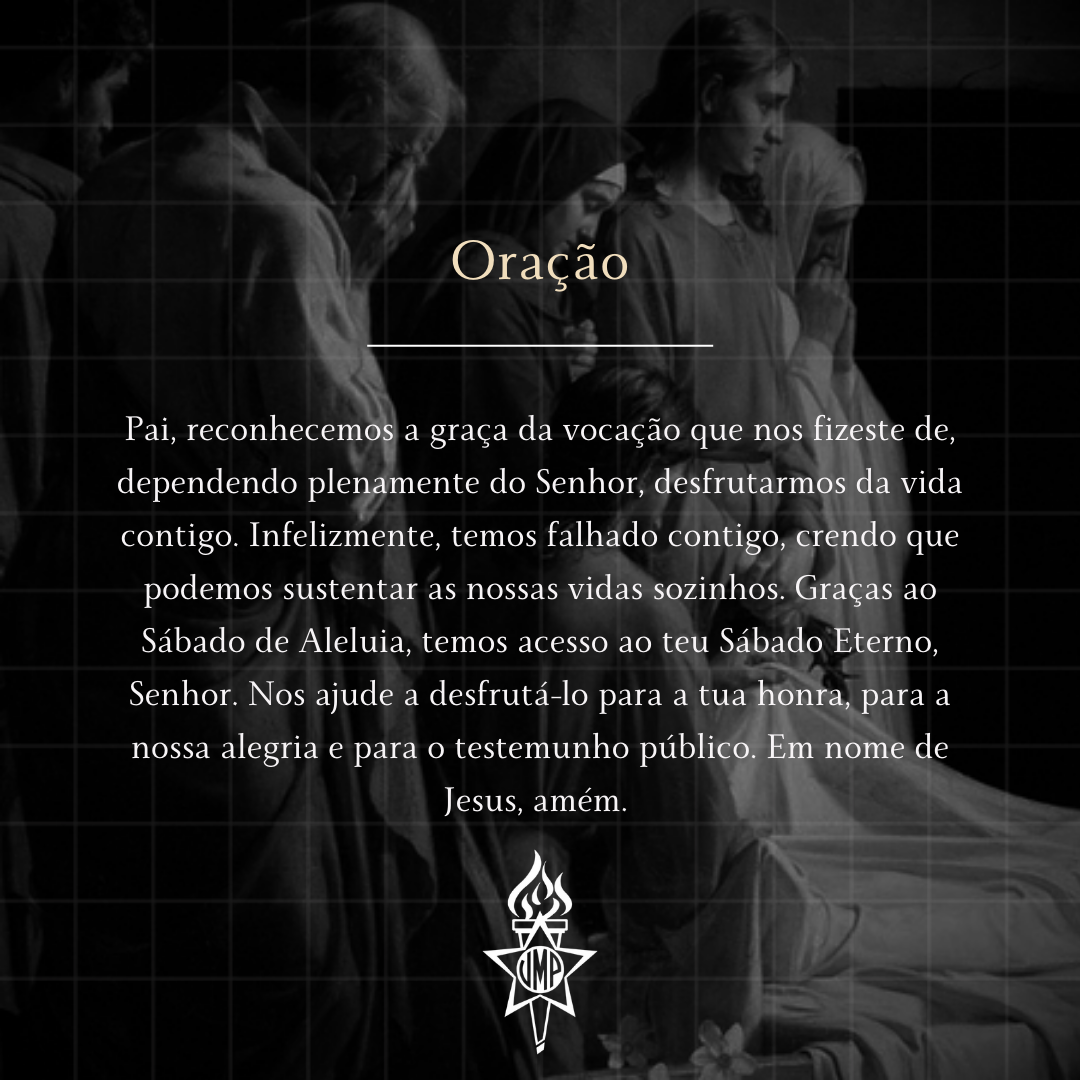 Oração
Pai, reconhecemos a graça da vocação que nos fizeste de,
dependendo plenamente do Senhor, desfrutarmos da vida
contigo. Infelizmente, temos falhado contigo, crendo que
podemos sustentar as nossas vidas sozinhos. Graças ao
Sábado de Aleluia, temos acesso ao teu Sábado Eterno,
Senhor. Nos ajude a desfrutá-lo para a tua honra, para a
nossa alegria e para o testemunho público. Em nome de
Jesus, amém.
UMP